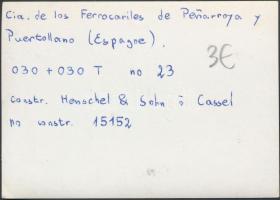 Cia. de los Ferrocariles de Peñarroya y
Puertollano (Espagne).
3€
030 + 030 T no 23
constr. Henschel & Sohn à Cassel
no constr. 15152